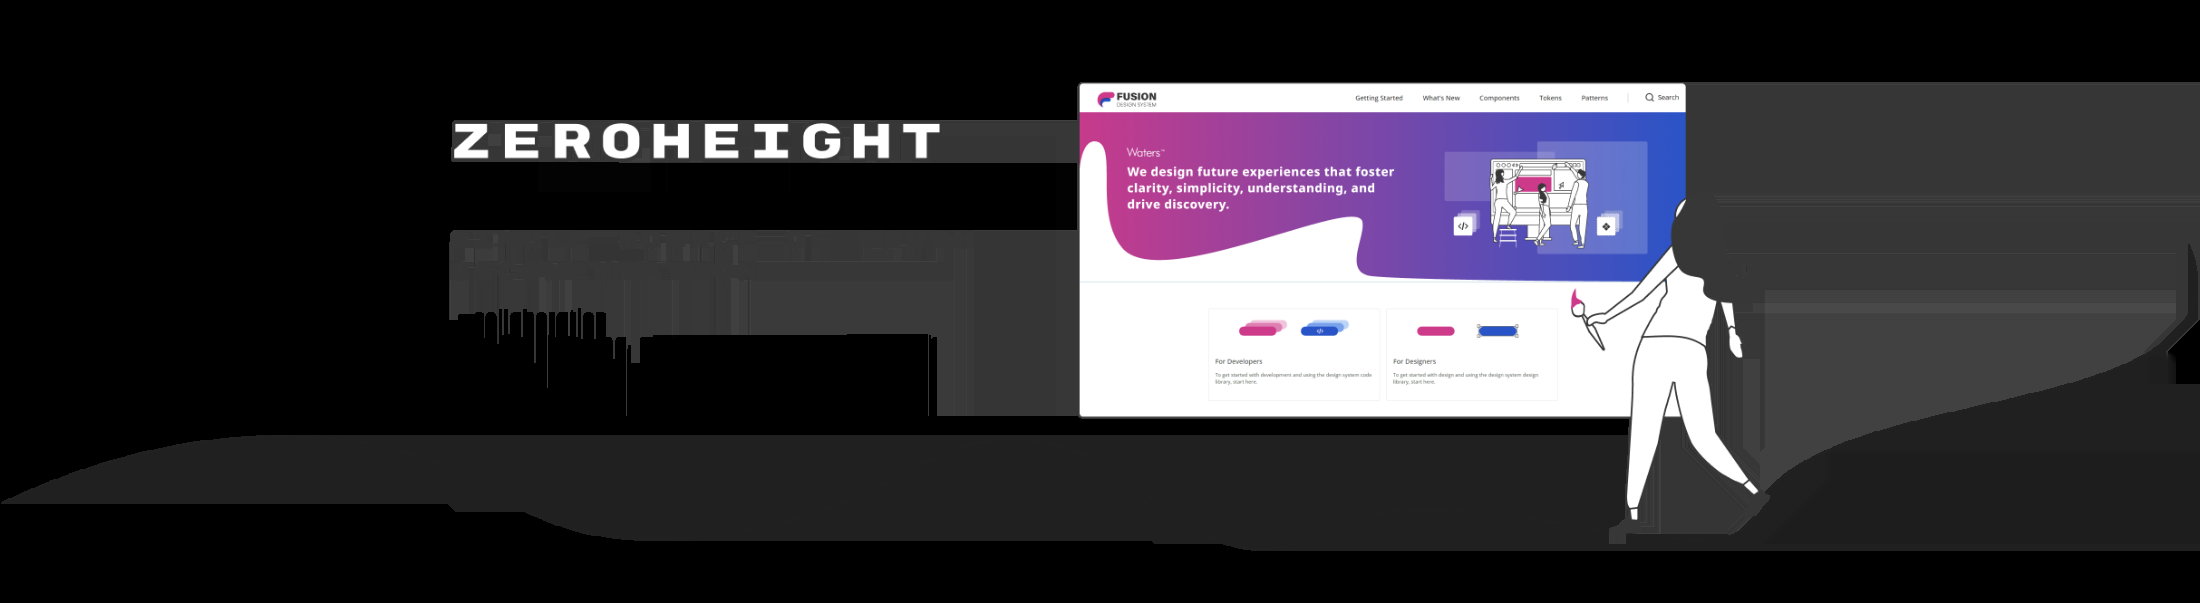 ZEROHEIGHT
FUSION
DESIGN SYSTEM
Getting Started What's New Components Tokens Patterns Search
Waters™
We design future experiences that foster
clarity, simplicity, understanding, and
drive discovery.
</>
</>
For Developers
To get started with development and using the design system code
library, start here.
For Designers
To get started with design and using the design system design
library, start here.